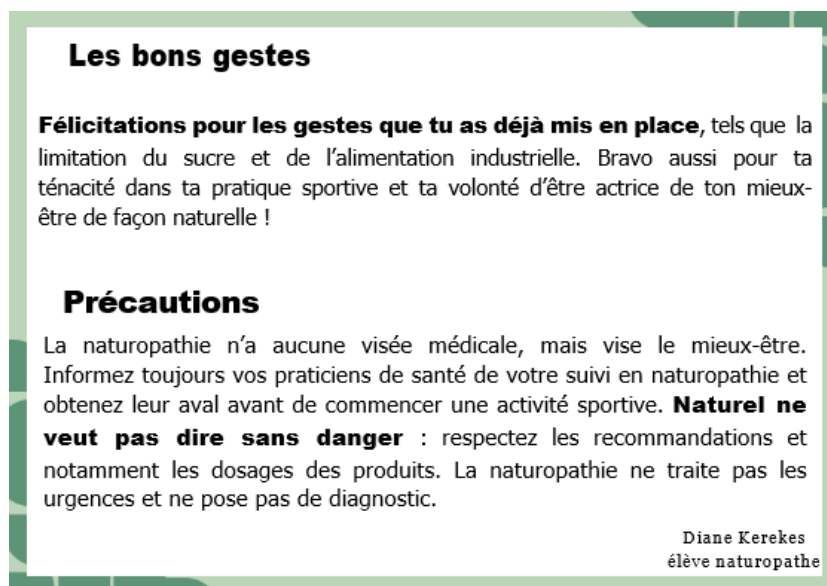 Les bons gestes
Félicitations pour les gestes que tu as déjà mis en place, tels que la
limitation du sucre et de l’alimentation industrielle. Bravo aussi pour ta
ténacité dans ta pratique sportive et ta volonté d’être actrice de ton mieux-
être de façon naturelle !
Précautions
La naturopathie n’a aucune visée médicale, mais vise le mieux-être.
Informez toujours vos praticiens de santé de votre suivi en naturopathie et
obtenez leur aval avant de commencer une activité sportive. Naturel ne
veut pas dire sans danger : respectez les recommandations et
notamment les dosages des produits. La naturopathie ne traite pas les
urgences et ne pose pas de diagnostic.
Diane Kerekes
élève naturopathe